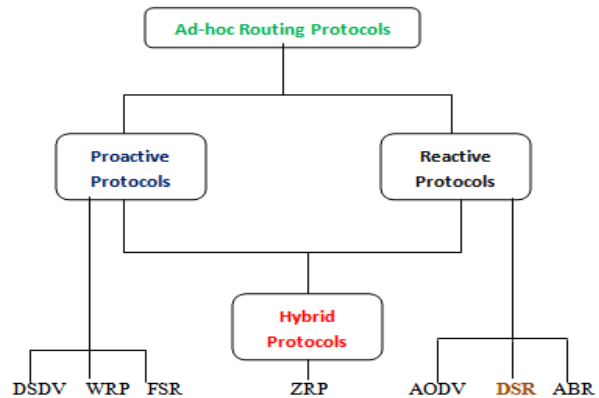 Ad-hoc Routing Protocols
Proactive
Protocols
Reactive
Protocols
Hybrid
Protocols
DSDV WRP FSR ZRP AODV DSR ABR